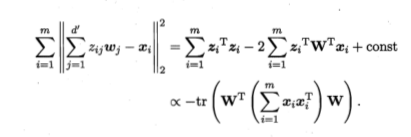 $$\sum_{i=1}^{m} \left\| \sum_{j=1}^{d'} z_{ij} \boldsymbol{w}_j - \boldsymbol{x}_i \right\|_2^2 = \sum_{i=1}^{m} \boldsymbol{z}_i^{\mathrm{T}} \boldsymbol{z}_i - 2 \sum_{i=1}^{m} \boldsymbol{z}_i^{\mathrm{T}} \mathbf{W}^{\mathrm{T}} \boldsymbol{x}_i + \text{const}$$
$$\propto -\text{tr} \left( \mathbf{W}^{\mathrm{T}} \left( \sum_{i=1}^{m} \boldsymbol{x}_i \boldsymbol{x}_i^{\mathrm{T}} \right) \mathbf{W} \right).$$